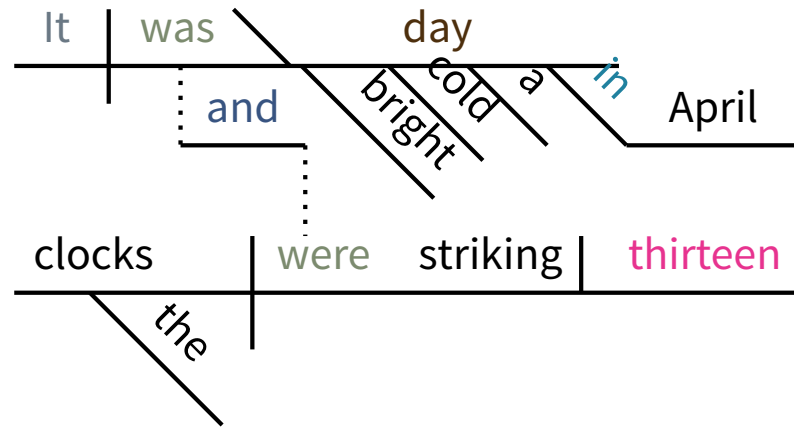 It was day
bright cold a in
and April
clocks were striking thirteen
the